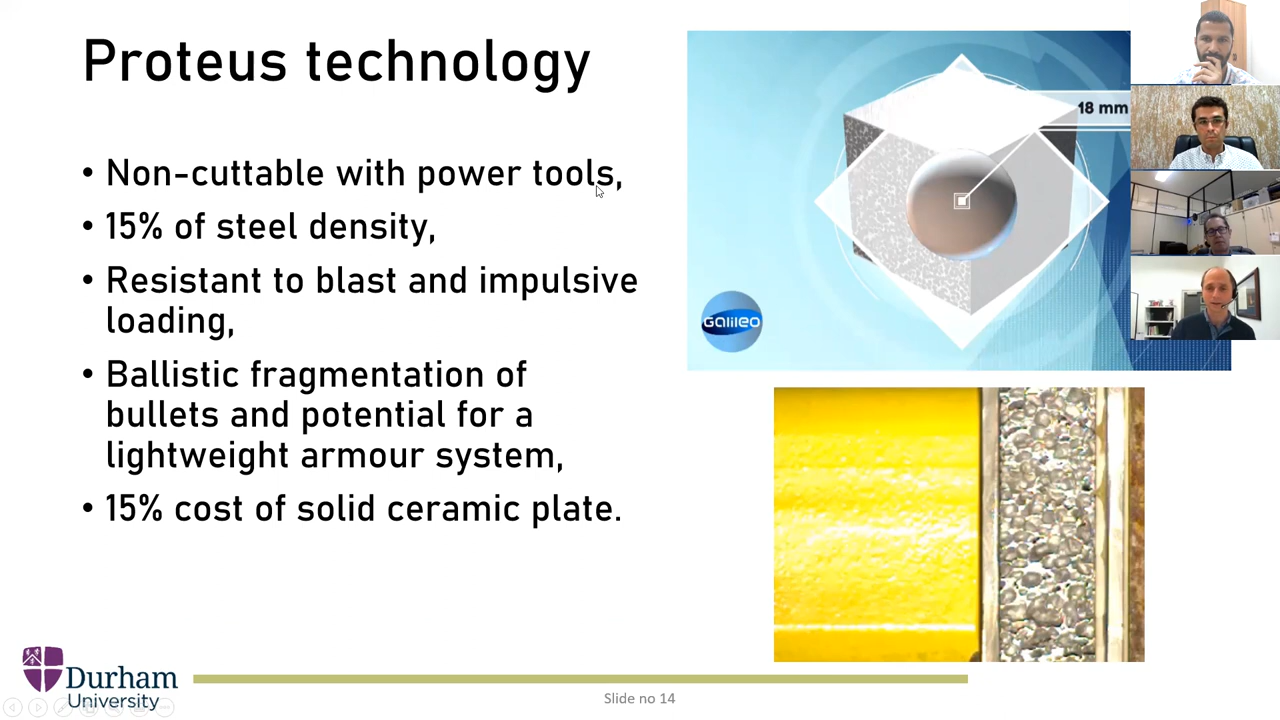 Proteus technology
• Non-cuttable with power tools,
• 15% of steel density,
• Resistant to blast and impulsive
loading,
• Ballistic fragmentation of
bullets and potential for a
lightweight armour system,
• 15% cost of solid ceramic plate.
18 mm
Galileo
Durham
University
Slide no 14